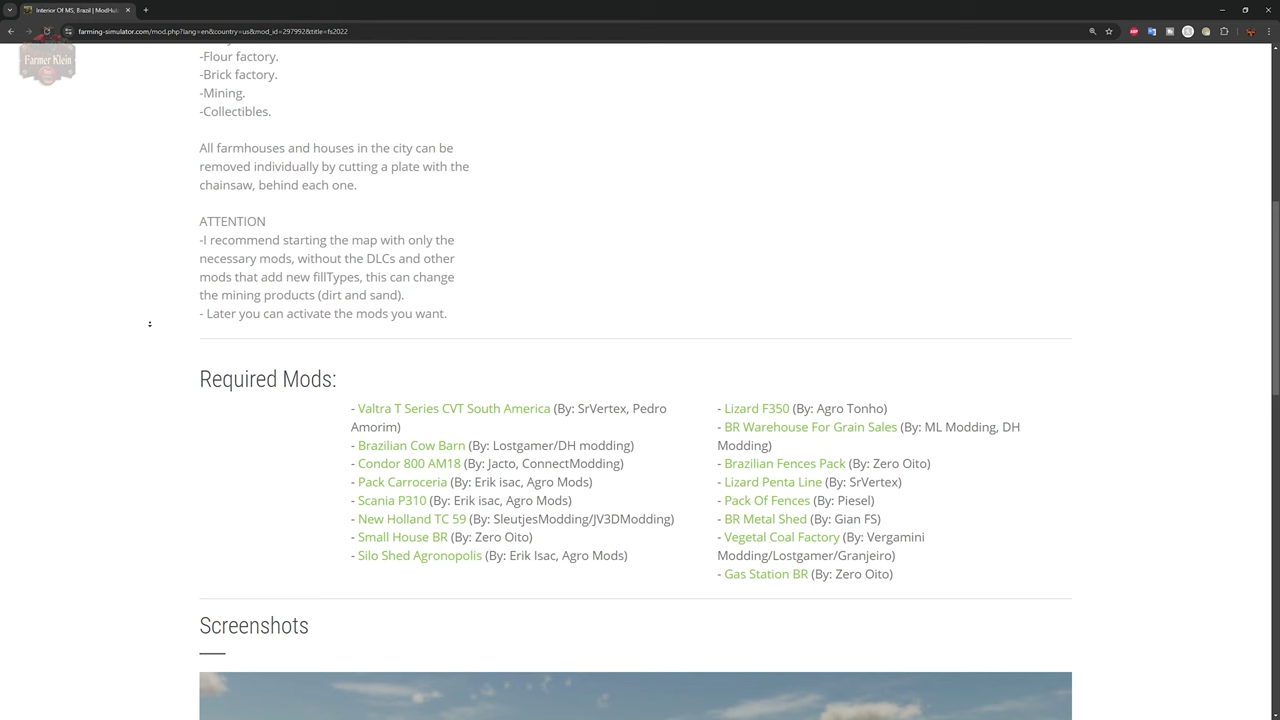 Interior Of MS, Brazil | ModHub
farming-simulator.com/mod.php?lang=en&country=us&mod_id=297992&title=fs2022
Farmer Klein
-Flour factory.
-Brick factory.
-Mining.
-Collectibles.
All farmhouses and houses in the city can be
removed individually by cutting a plate with the
chainsaw, behind each one.
ATTENTION
-I recommend starting the map with only the
necessary mods, without the DLCs and other
mods that add new fillTypes, this can change
the mining products (dirt and sand).
- Later you can activate the mods you want.
Required Mods:
- Valtra T Series CVT South America (By: SrVertex, Pedro
Amorim)
- Brazilian Cow Barn (By: Lostgamer/DH modding)
- Condor 800 AM18 (By: Jacto, ConnectModding)
- Pack Carroceria (By: Erik isac, Agro Mods)
- Scania P310 (By: Erik isac, Agro Mods)
- New Holland TC 59 (By: SleutjesModding/JV3DModding)
- Small House BR (By: Zero Oito)
- Silo Shed Agronopolis (By: Erik Isac, Agro Mods)
- Lizard F350 (By: Agro Tonho)
- BR Warehouse For Grain Sales (By: ML Modding, DH
Modding)
- Brazilian Fences Pack (By: Zero Oito)
- Lizard Penta Line (By: SrVertex)
- Pack Of Fences (By: Piesel)
- BR Metal Shed (By: Gian FS)
- Vegetal Coal Factory (By: Vergamini
Modding/Lostgamer/Granjeiro)
- Gas Station BR (By: Zero Oito)
Screenshots